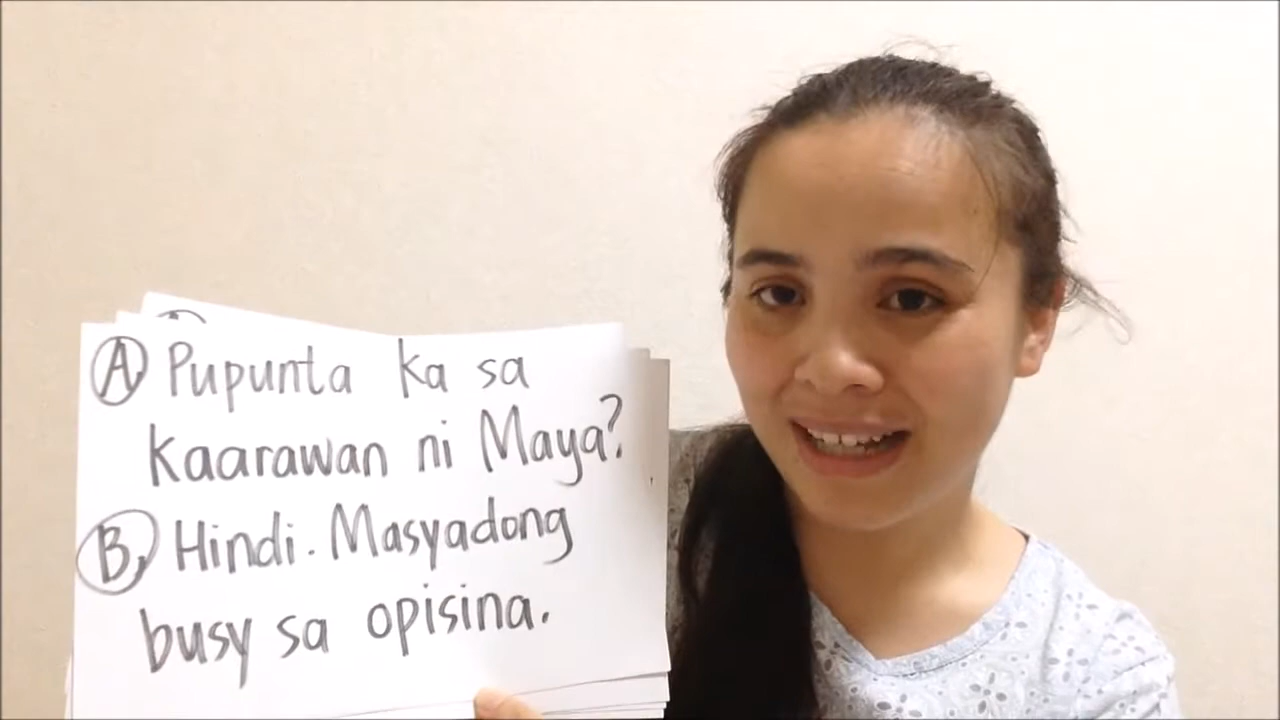 A Pupunta ka sa
kaarawan ni Maya?
B Hindi. Masyadong
busy sa opisina.